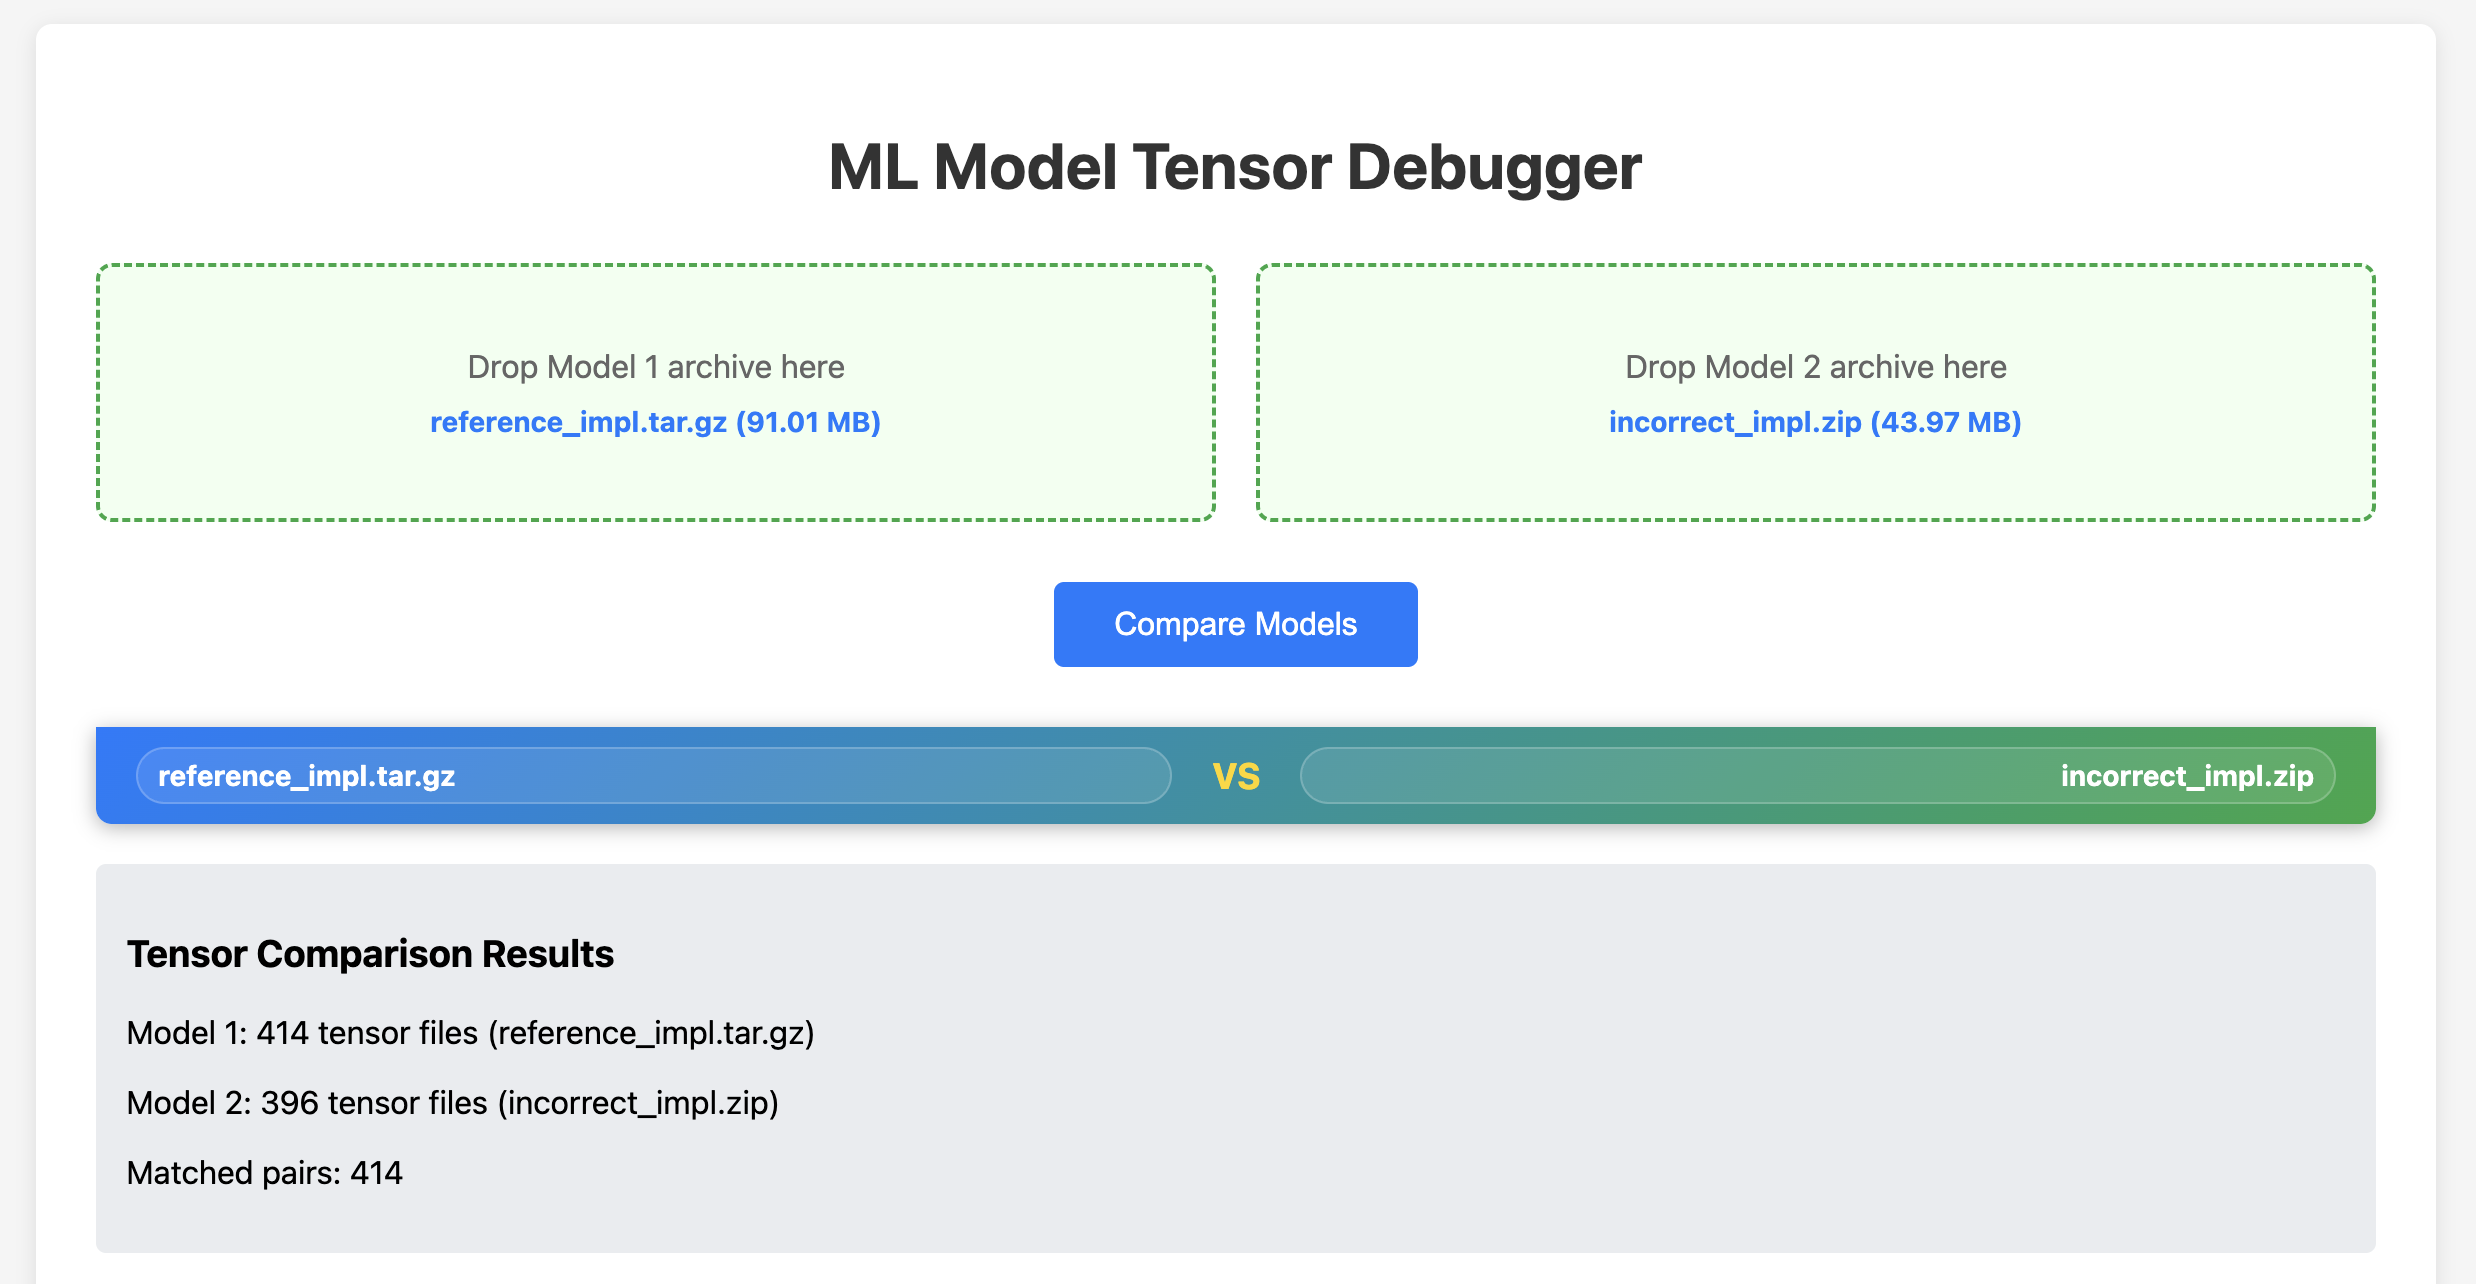 ML Model Tensor Debugger
Drop Model 1 archive here
reference_impl.tar.gz (91.01 MB)
Drop Model 2 archive here
incorrect_impl.zip (43.97 MB)
Compare Models
reference_impl.tar.gz
VS
incorrect_impl.zip
Tensor Comparison Results
Model 1: 414 tensor files (reference_impl.tar.gz)
Model 2: 396 tensor files (incorrect_impl.zip)
Matched pairs: 414